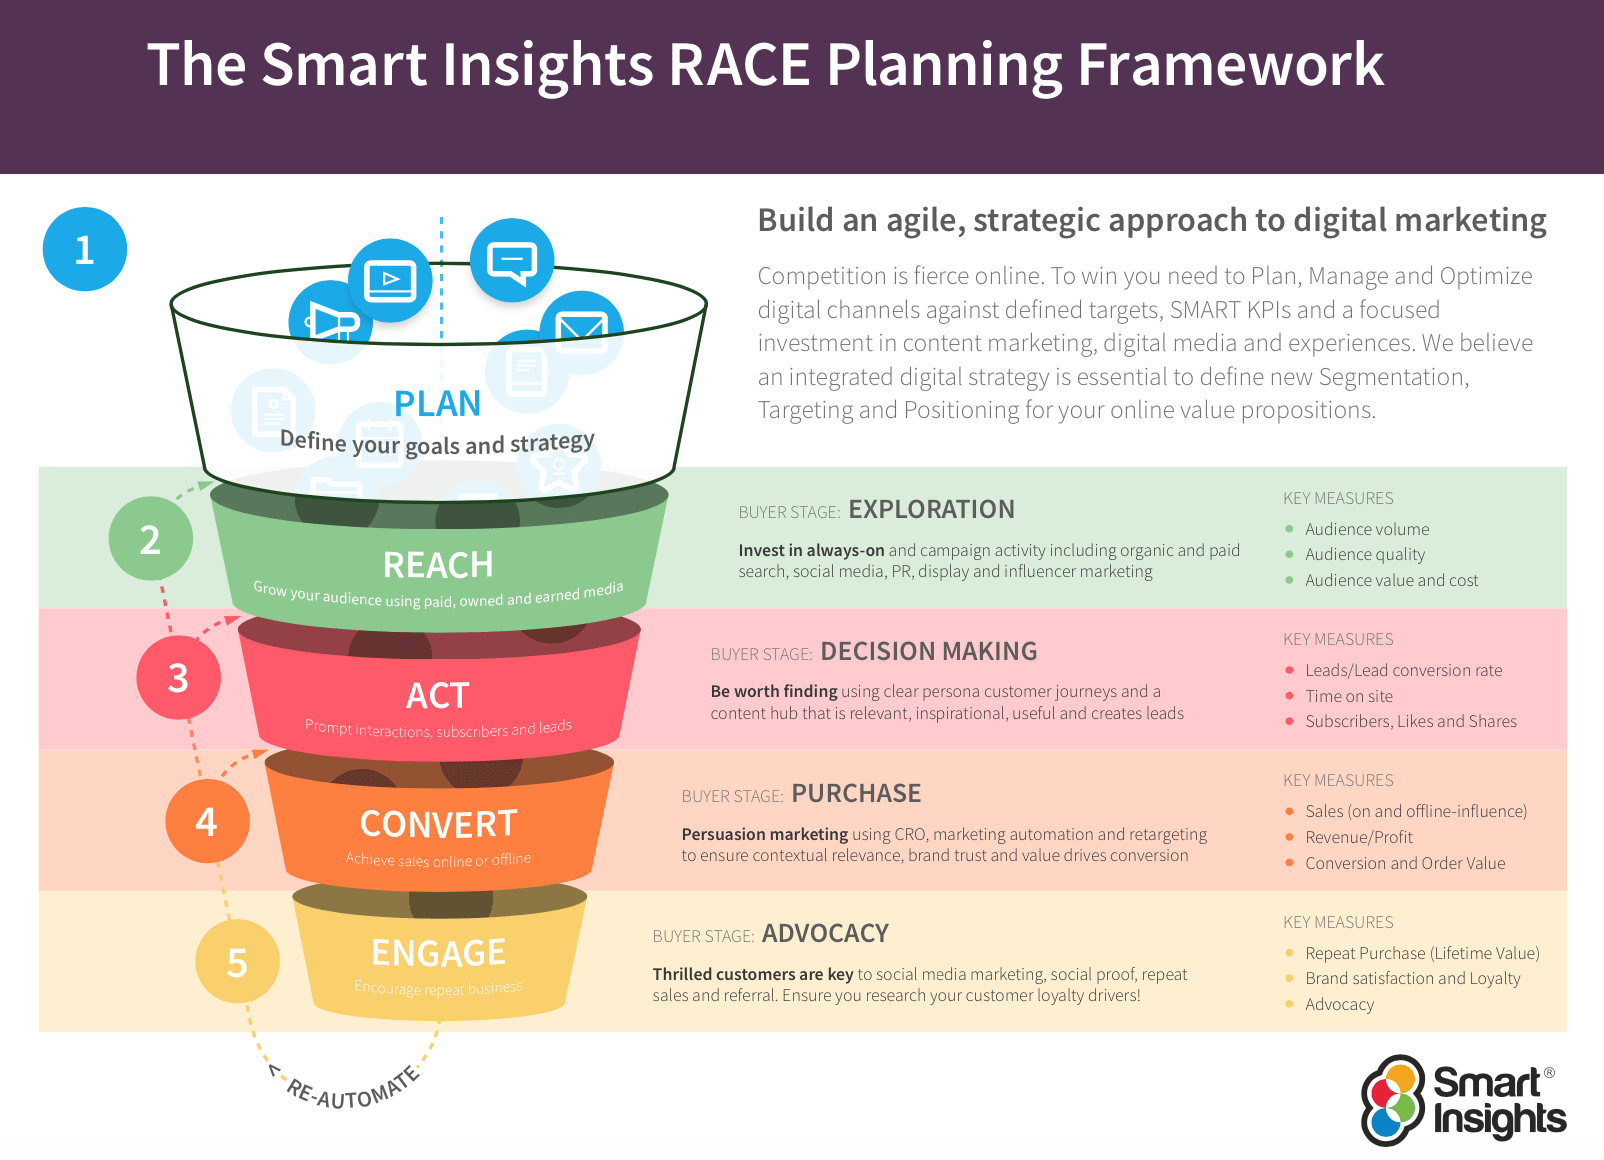 The Smart Insights RACE Planning Framework
1
Build an agile, strategic approach to digital marketing
Competition is fierce online. To win you need to Plan, Manage and Optimize
digital channels against defined targets, SMART KPIs and a focused
investment in content marketing, digital media and experiences. We believe
an integrated digital strategy is essential to define new Segmentation,
Targeting and Positioning for your online value propositions.
PLAN
Define your goals and strategy
2
REACH
Grow your audience using paid, owned and earned media
BUYER STAGE: EXPLORATION
Invest in always-on and campaign activity including organic and paid
search, social media, PR, display and influencer marketing
KEY MEASURES
Audience volume
Audience quality
Audience value and cost
3
ACT
Prompt interactions, subscribers and leads
BUYER STAGE: DECISION MAKING
Be worth finding using clear persona customer journeys and a
content hub that is relevant, inspirational, useful and creates leads
KEY MEASURES
Leads/Lead conversion rate
Time on site
Subscribers, Likes and Shares
4
CONVERT
Achieve sales online or offline
BUYER STAGE: PURCHASE
Persuasion marketing using CRO, marketing automation and retargeting
to ensure contextual relevance, brand trust and value drives conversion
KEY MEASURES
Sales (on and offline-influence)
Revenue/Profit
Conversion and Order Value
5
ENGAGE
Encourage repeat business
BUYER STAGE: ADVOCACY
Thrilled customers are key to social media marketing, social proof, repeat
sales and referral. Ensure you research your customer loyalty drivers!
KEY MEASURES
Repeat Purchase (Lifetime Value)
Brand satisfaction and Loyalty
Advocacy
< RE-AUTOMATE
Smart ®
Insights